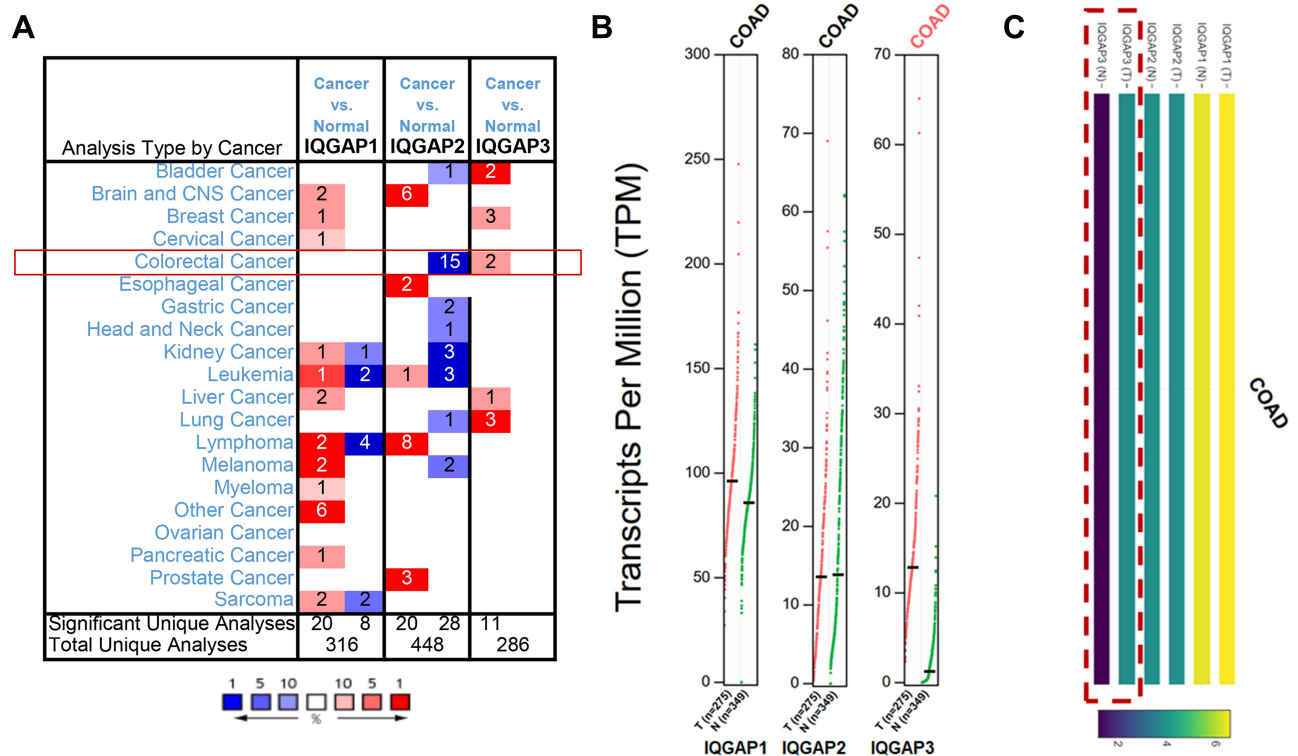 A
Cancer vs. Normal IQGAP1
Cancer vs. Normal IQGAP2
Cancer vs. Normal IQGAP3
Analysis Type by Cancer
Bladder Cancer 1 2
Brain and CNS Cancer 2 6
Breast Cancer 1 3
Cervical Cancer 1
Colorectal Cancer 15 2
Esophageal Cancer 2
Gastric Cancer 2
Head and Neck Cancer 1
Kidney Cancer 1 1 3
Leukemia 1 2 1 3
Liver Cancer 2 1
Lung Cancer 1 3
Lymphoma 2 4 8
Melanoma 2 2
Myeloma 1
Other Cancer 6
Ovarian Cancer
Pancreatic Cancer 1
Prostate Cancer 3
Sarcoma 2 2
Significant Unique Analyses 20 8 20 28 11
Total Unique Analyses 316 448 286
1 5 10 10 5 1
%
B
Transcripts Per Million (TPM)
COAD
300
250
200
150
100
50
0
T (n=275)
N (n=349)
IQGAP1
COAD
80
70
60
50
40
30
20
10
0
T (n=275)
N (n=349)
IQGAP2
COAD
70
60
50
40
30
20
10
0
T (n=275)
N (n=349)
IQGAP3
C
IQGAP3 (N)
IQGAP3 (T)
IQGAP2 (N)
IQGAP2 (T)
IQGAP1 (N)
IQGAP1 (T)
COAD
2 4 6